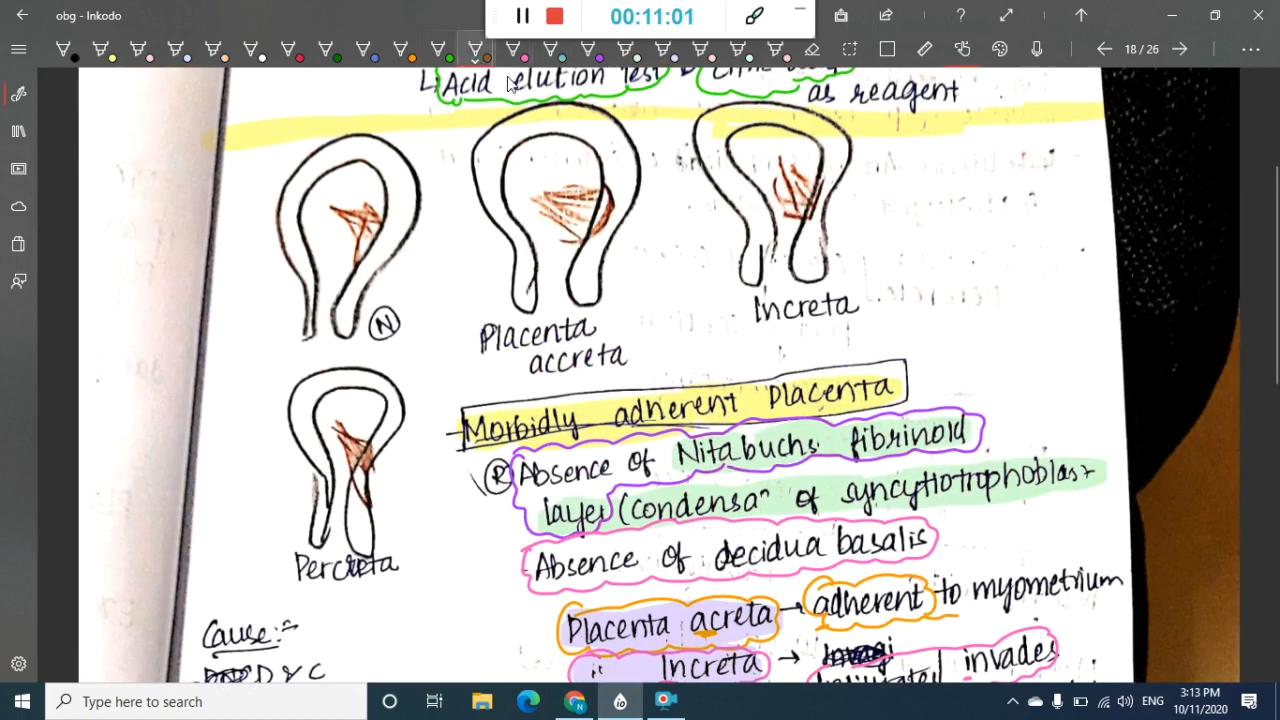 obg - Inkodo
00:11:01
18 / 26
Acid elution Test
as reagent
N
Placenta
accreta
Increta
Percreta
Morbidly adherent Placenta
R Absence of Nitabuchs fibrinoid
layer (condensaⁿ of syncytiotrophoblast
Absence of decidua basalis
Placenta acreta → adherent to myometrium
" Increta → invades
Cause:-
D & C
Type here to search
ENG
3:13 PM
10/11/2020